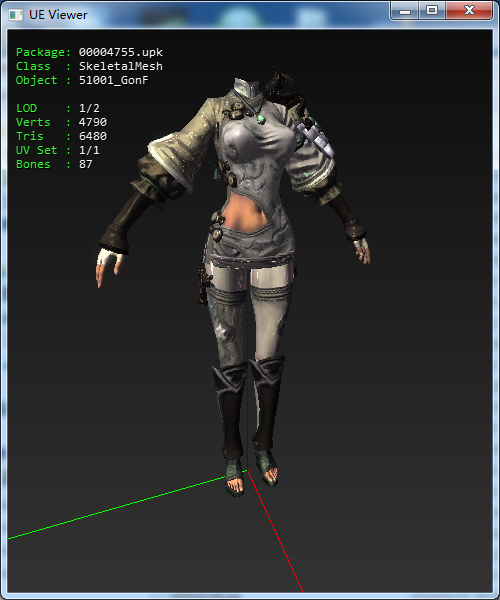 UE Viewer
Package: 00004755.upk
Class : SkeletalMesh
Object : 51001_GonF
LOD : 1/2
Verts : 4790
Tris : 6480
UV Set : 1/1
Bones : 87